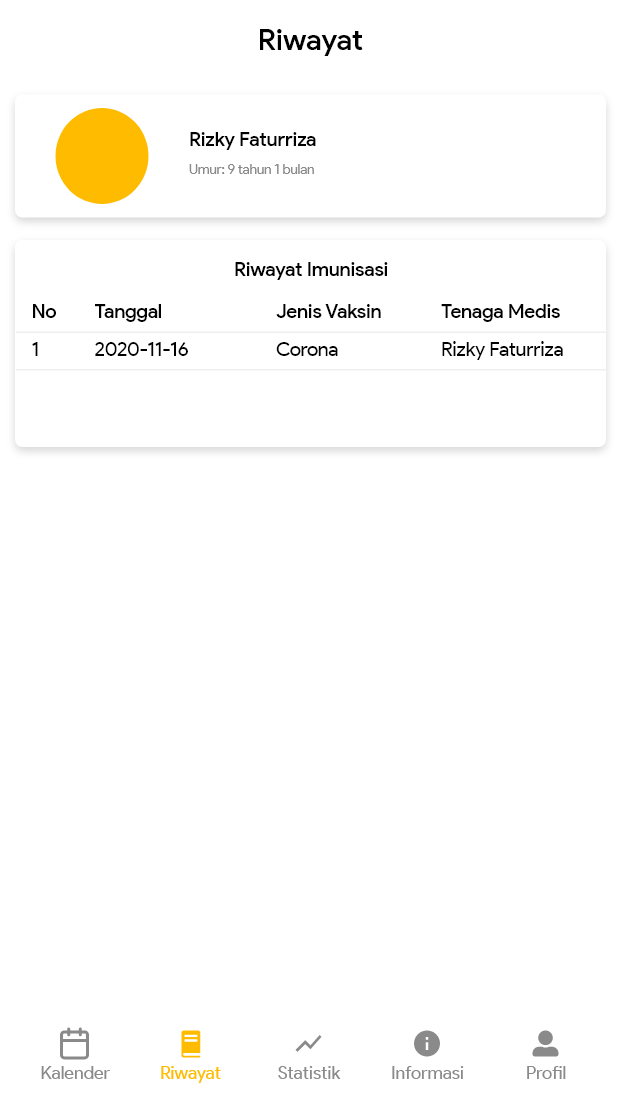 Riwayat
Rizky Faturriza
Umur: 9 tahun 1 bulan
Riwayat Imunisasi
No Tanggal Jenis Vaksin Tenaga Medis
1 2020-11-16 Corona Rizky Faturriza
Kalender Riwayat Statistik Informasi Profil